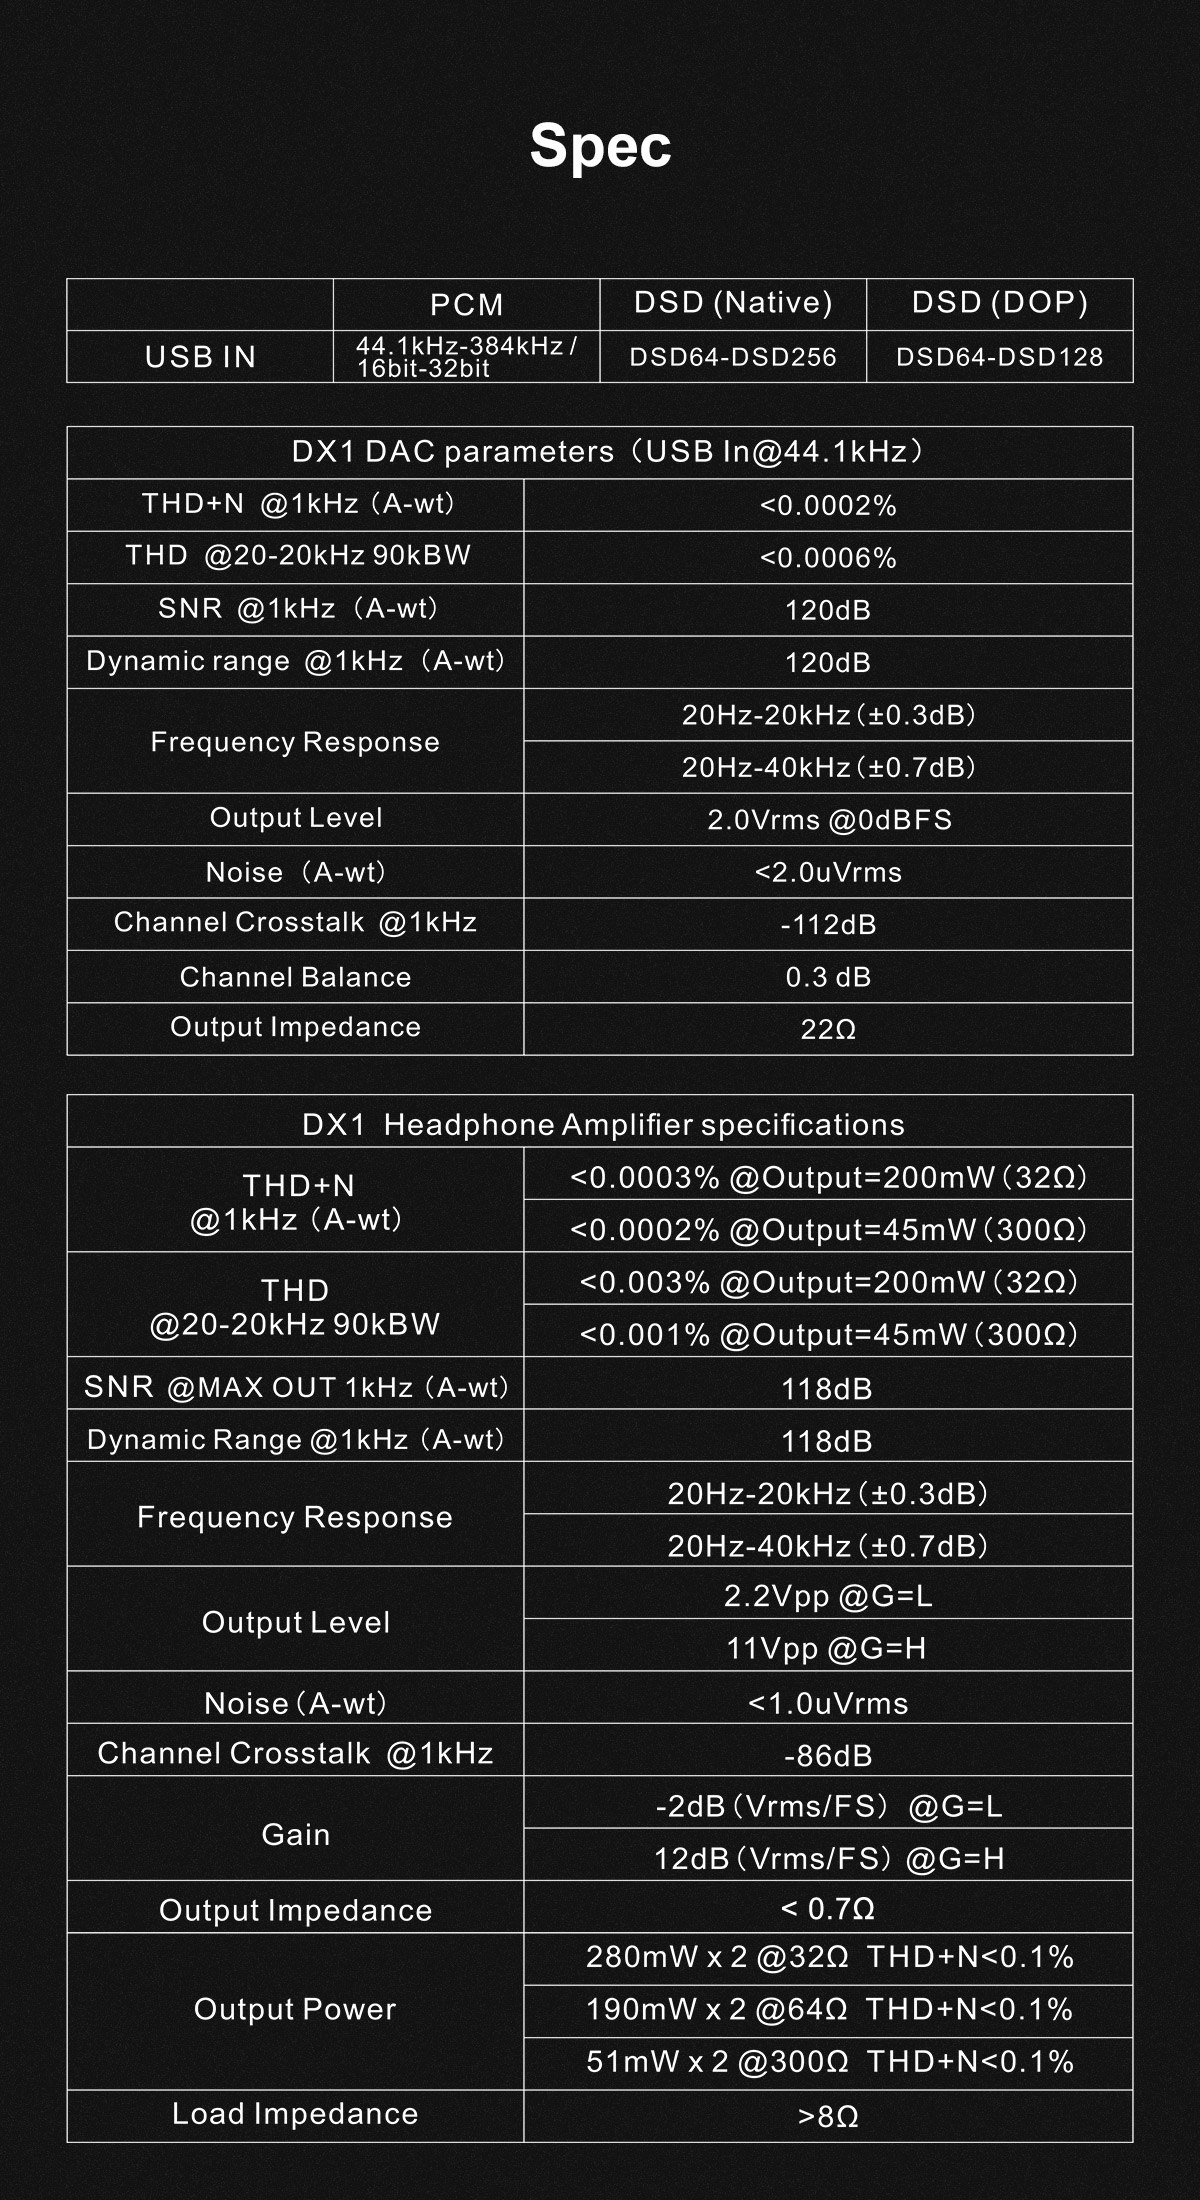 Spec
PCM
DSD (Native)
DSD (DOP)
USB IN
44.1kHz-384kHz /
16bit-32bit
DSD64-DSD256
DSD64-DSD128
DX1 DAC parameters（USB In@44.1kHz）
THD+N @1kHz（A-wt）
<0.0002%
THD @20-20kHz 90kBW
<0.0006%
SNR @1kHz（A-wt）
120dB
Dynamic range @1kHz（A-wt）
120dB
Frequency Response
20Hz-20kHz（±0.3dB）
20Hz-40kHz（±0.7dB）
Output Level
2.0Vrms @0dBFS
Noise（A-wt）
<2.0uVrms
Channel Crosstalk @1kHz
-112dB
Channel Balance
0.3 dB
Output Impedance
22Ω
DX1 Headphone Amplifier specifications
THD+N
@1kHz（A-wt）
<0.0003% @Output=200mW（32Ω）
<0.0002% @Output=45mW（300Ω）
THD
@20-20kHz 90kBW
<0.003% @Output=200mW（32Ω）
<0.001% @Output=45mW（300Ω）
SNR @MAX OUT 1kHz（A-wt）
118dB
Dynamic Range @1kHz（A-wt）
118dB
Frequency Response
20Hz-20kHz（±0.3dB）
20Hz-40kHz（±0.7dB）
Output Level
2.2Vpp @G=L
11Vpp @G=H
Noise（A-wt）
<1.0uVrms
Channel Crosstalk @1kHz
-86dB
Gain
-2dB（Vrms/FS） @G=L
12dB（Vrms/FS） @G=H
Output Impedance
< 0.7Ω
Output Power
280mW x 2 @32Ω THD+N<0.1%
190mW x 2 @64Ω THD+N<0.1%
51mW x 2 @300Ω THD+N<0.1%
Load Impedance
>8Ω